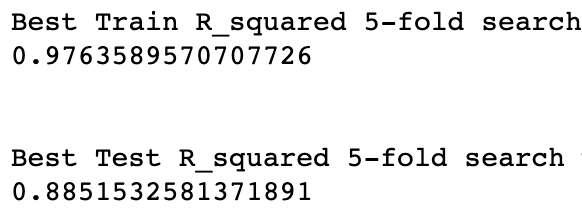 Best Train R_squared 5-fold search
0.9763589570707726
Best Test R_squared 5-fold search
0.8851532581371891